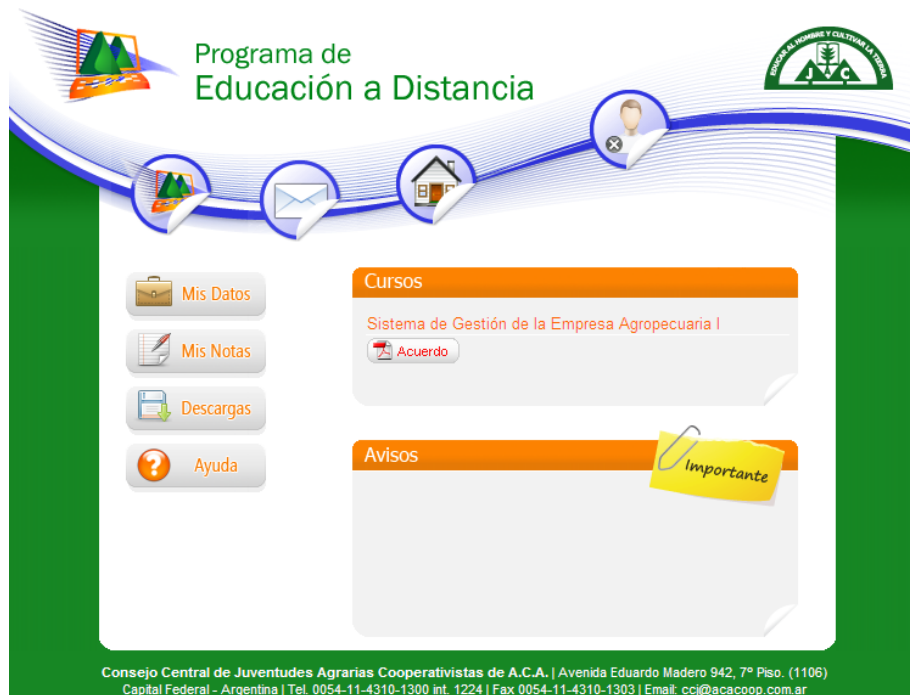 Programa de
Educación a Distancia
EDUCAR AL HOMBRE Y CULTIVAR LA TIERRA
J A C
Mis Datos
Mis Notas
Descargas
Ayuda
Cursos
Sistema de Gestión de la Empresa Agropecuaria I
Acuerdo
Avisos
Importante
Consejo Central de Juventudes Agrarias Cooperativistas de A.C.A. | Avenida Eduardo Madero 942, 7º Piso. (1106)
Capital Federal - Argentina | Tel. 0054-11-4310-1300 int. 1224 | Fax 0054-11-4310-1303 | Email: ccj@acacoop.com.ar